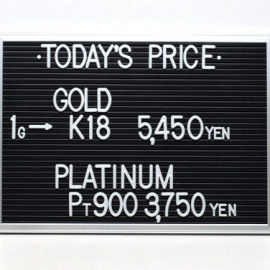 ·TODAY'S PRICE·
GOLD
1G→ K18 5,450YEN
PLATINUM
PT900 3,750YEN